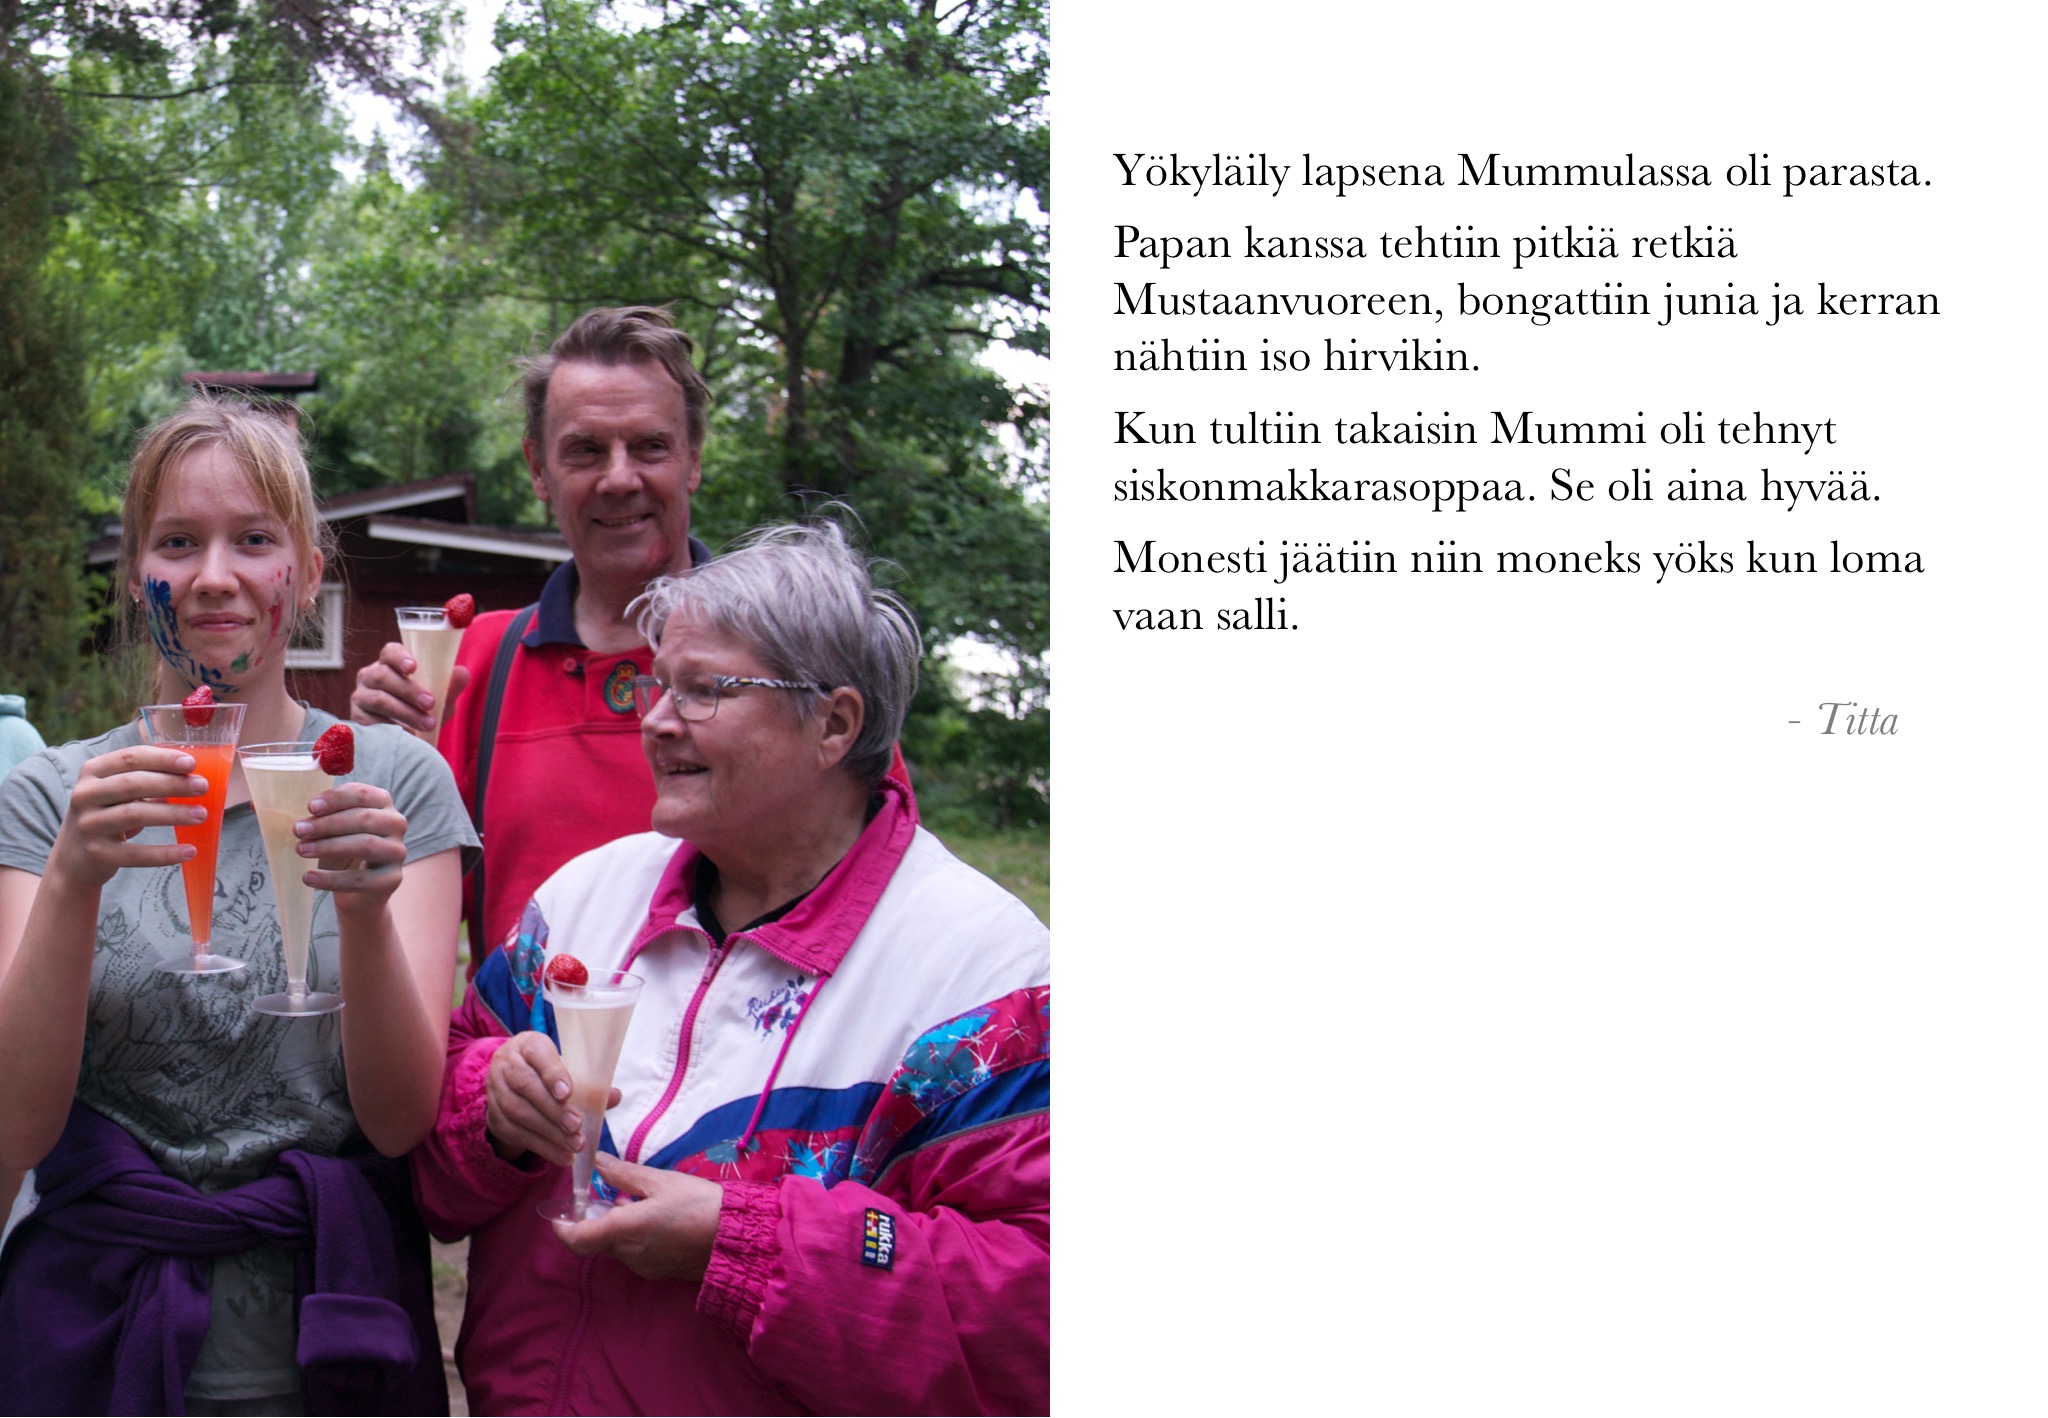 Yökyläily lapsena Mummulassa oli parasta.
Papan kanssa tehtiin pitkiä retkiä
Mustaanvuoreen, bongattiin junia ja kerran
nähtiin iso hirvikin.
Kun tultiin takaisin Mummi oli tehnyt
siskonmakkarasoppaa. Se oli aina hyvää.
Monesti jäätiin niin moneks yöks kun loma
vaan salli.
- Titta
rukka